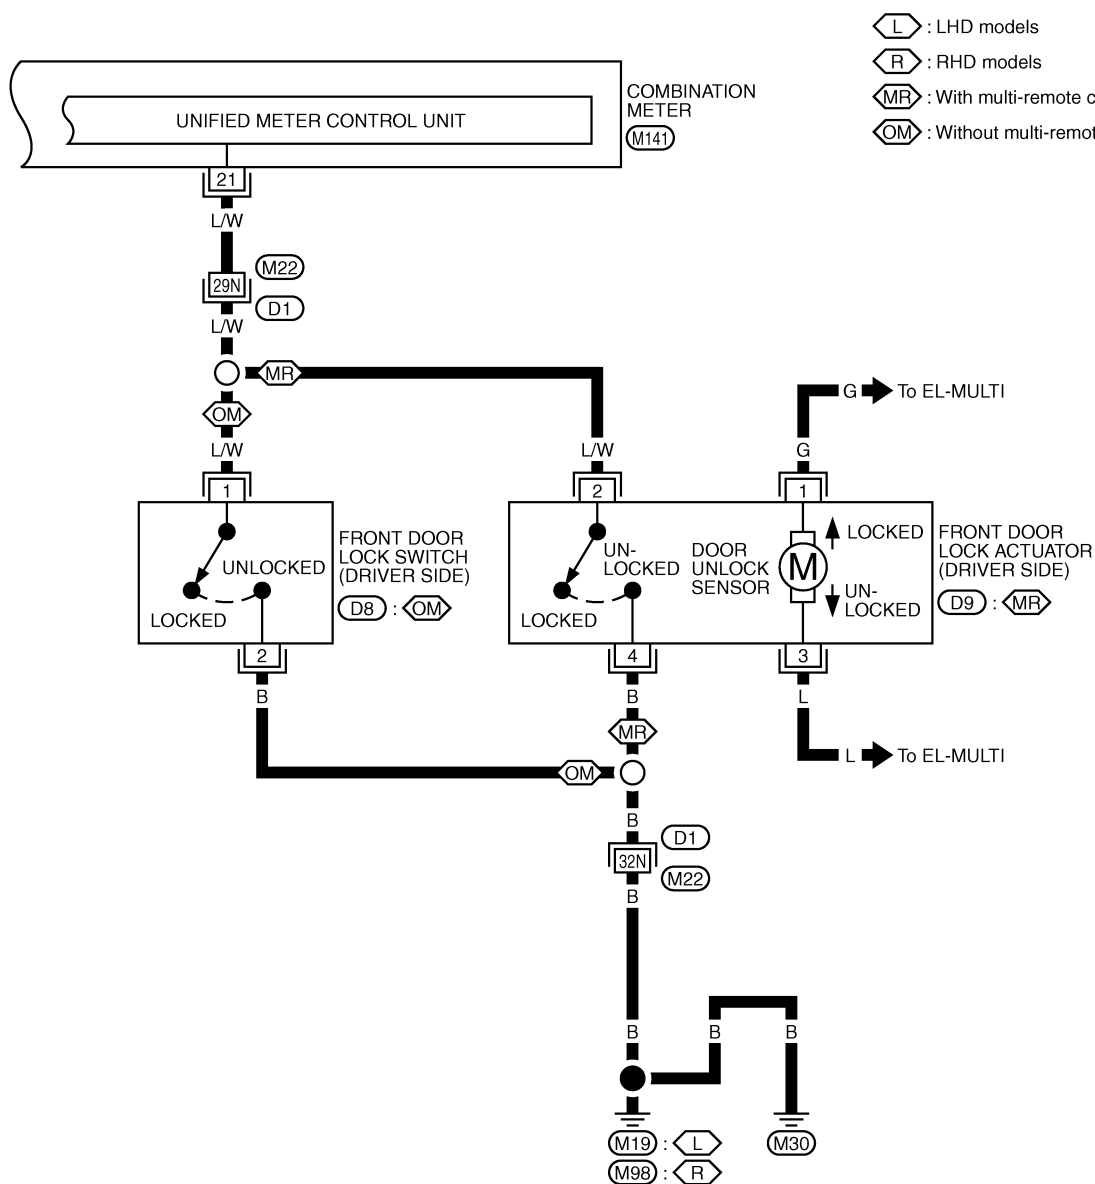 L : LHD models
R : RHD models
MR : With multi-remote c
OM : Without multi-remot
COMBINATION
METER
M141
UNIFIED METER CONTROL UNIT
21
L/W
M22
29N
D1
L/W
MR
OM
G To EL-MULTI
L/W
L/W
G
1
2
1
UNLOCKED
LOCKED
FRONT DOOR
LOCK SWITCH
(DRIVER SIDE)
D8 : OM
UN-
LOCKED
LOCKED
DOOR
UNLOCK
SENSOR
M
LOCKED
UN-
LOCKED
FRONT DOOR
LOCK ACTUATOR
(DRIVER SIDE)
D9 : MR
2
4
3
B
B
L
MR
L To EL-MULTI
OM
B
D1
32N
M22
B
B
B
B
M19 : L
M98 : R
M30